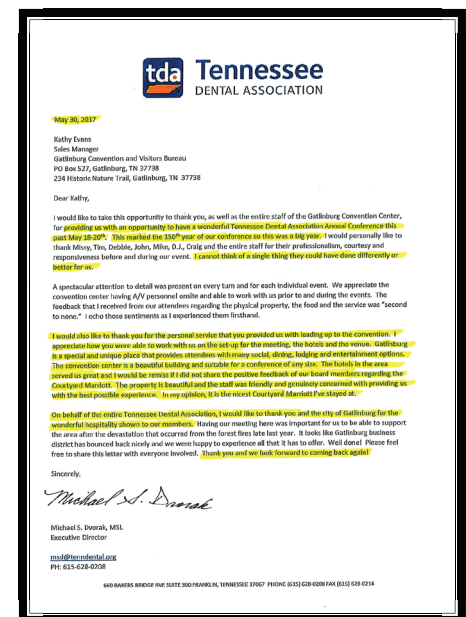 tda Tennessee
DENTAL ASSOCIATION
May 30, 2017
Kathy Evans
Sales Manager
Gatlinburg Convention and Visitors Bureau
PO Box 527, Gatlinburg, TN 37738
234 Historic Nature Trail, Gatlinburg, TN 37738
Dear Kathy,
I would like to take this opportunity to thank you, as well as the entire staff of the Gatlinburg Convention Center,
for providing us with an opportunity to have a wonderful Tennessee Dental Association Annual Conference this
past May 18-20th. This marked the 150th year of our conference so this was a big year. I would personally like to
thank Missy, Tim, Debbie, John, Mike, D.J., Craig and the entire staff for their professionalism, courtesy and
responsiveness before and during our event. I cannot think of a single thing they could have done differently or
better for us.
A spectacular attention to detail was present on every turn and for each individual event. We appreciate the
convention center having A/V personnel onsite and able to work with us prior to and during the events. The
feedback that I received from our attendees regarding the physical property, the food and the service was "second
to none." I echo those sentiments as I experienced them firsthand.
I would also like to thank you for the personal service that you provided us with leading up to the convention. I
appreciate how you were able to work with us on the set-up for the meeting, the hotels and the venue. Gatlinburg
is a special and unique place that provides attendees with many social, dining, lodging and entertainment options.
The convention center is a beautiful building and suitable for a conference of any size. The hotels in the area
served us great and I would be remiss if I did not share the positive feedback of our board members regarding the
Courtyard Marriott. The property is beautiful and the staff was friendly and genuinely concerned with providing us
with the best possible experience. In my opinion, it is the nicest Courtyard Marriott I've stayed at.
On behalf of the entire Tennessee Dental Association, I would like to thank you and the city of Gatlinburg for the
wonderful hospitality shown to our members. Having our meeting here was important for us to be able to support
the area after the devastation that occurred from the forest fires late last year. It looks like Gatlinburg business
district has bounced back nicely and we were happy to experience all that it has to offer. Well done! Please feel
free to share this letter with everyone involved. Thank you and we look forward to coming back again!
Sincerely,
Michael S. Dvorak
Michael S. Dvorak, MSL
Executive Director
msd@tenndental.org
PH: 615-628-0208
660 BAKERS BRIDGE AVE SUITE 300 FRANKLIN, TENNESSEE 37067 PHONE (615) 628-0208 FAX (615) 628-0214